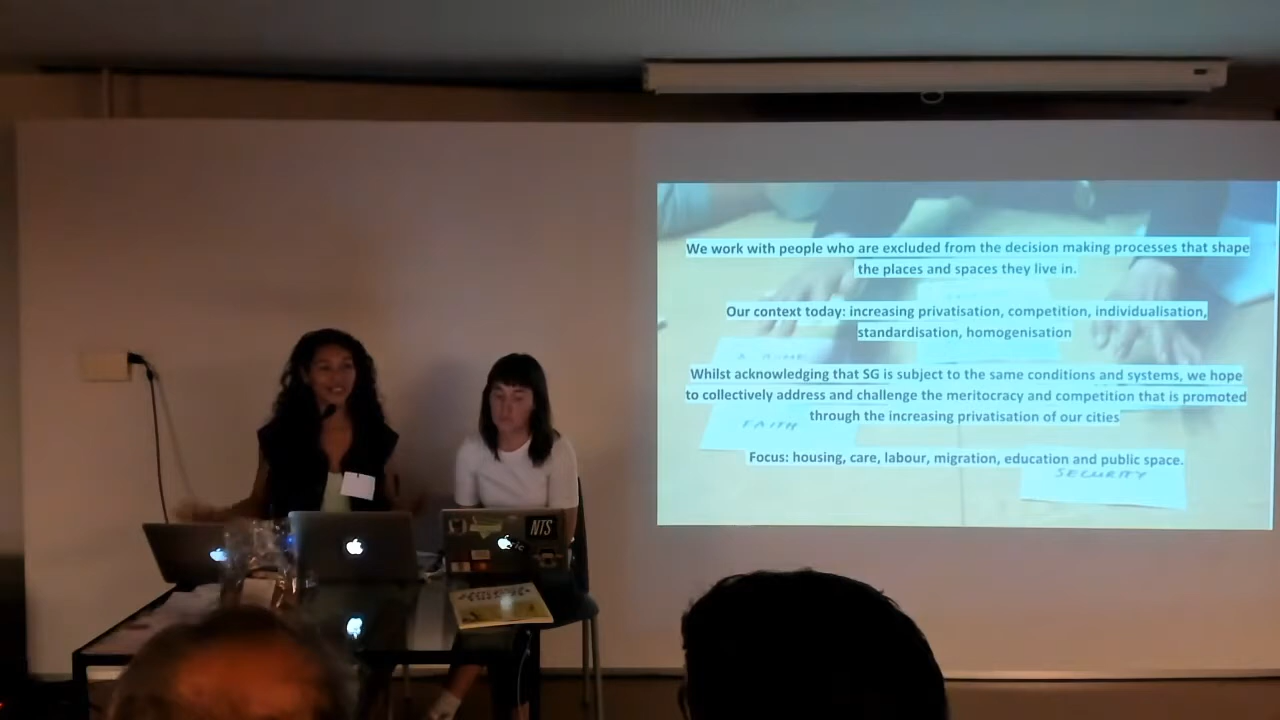 We work with people who are excluded from the decision making processes that shape
the places and spaces they live in.
Our context today: increasing privatisation, competition, individualisation,
standardisation, homogenisation
Whilst acknowledging that SG is subject to the same conditions and systems, we hope
to collectively address and challenge the meritocracy and competition that is promoted
through the increasing privatisation of our cities
FAITH
Focus: housing, care, labour, migration, education and public space.
SECURITY
NTS